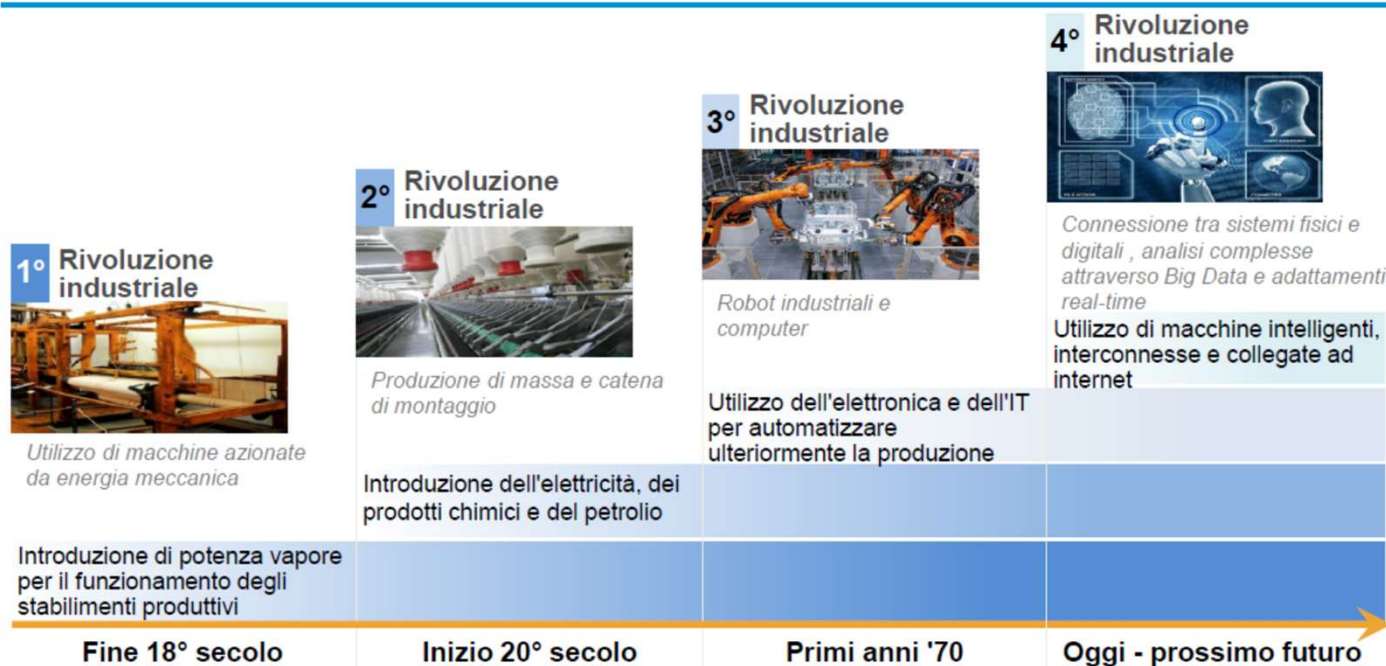 1°
Rivoluzione
industriale
Utilizzo di macchine azionate
da energia meccanica
Introduzione di potenza vapore
per il funzionamento degli
stabilimenti produttivi
Fine 18° secolo
2°
Rivoluzione
industriale
Produzione di massa e catena
di montaggio
Introduzione dell'elettricità, dei
prodotti chimici e del petrolio
Inizio 20° secolo
3°
Rivoluzione
industriale
Robot industriali e
computer
Utilizzo dell'elettronica e dell'IT
per automatizzare
ulteriormente la produzione
Primi anni '70
4°
Rivoluzione
industriale
Connessione tra sistemi fisici e
digitali , analisi complesse
attraverso Big Data e adattamenti
real-time
Utilizzo di macchine intelligenti,
interconnesse e collegate ad
internet
Oggi - prossimo futuro